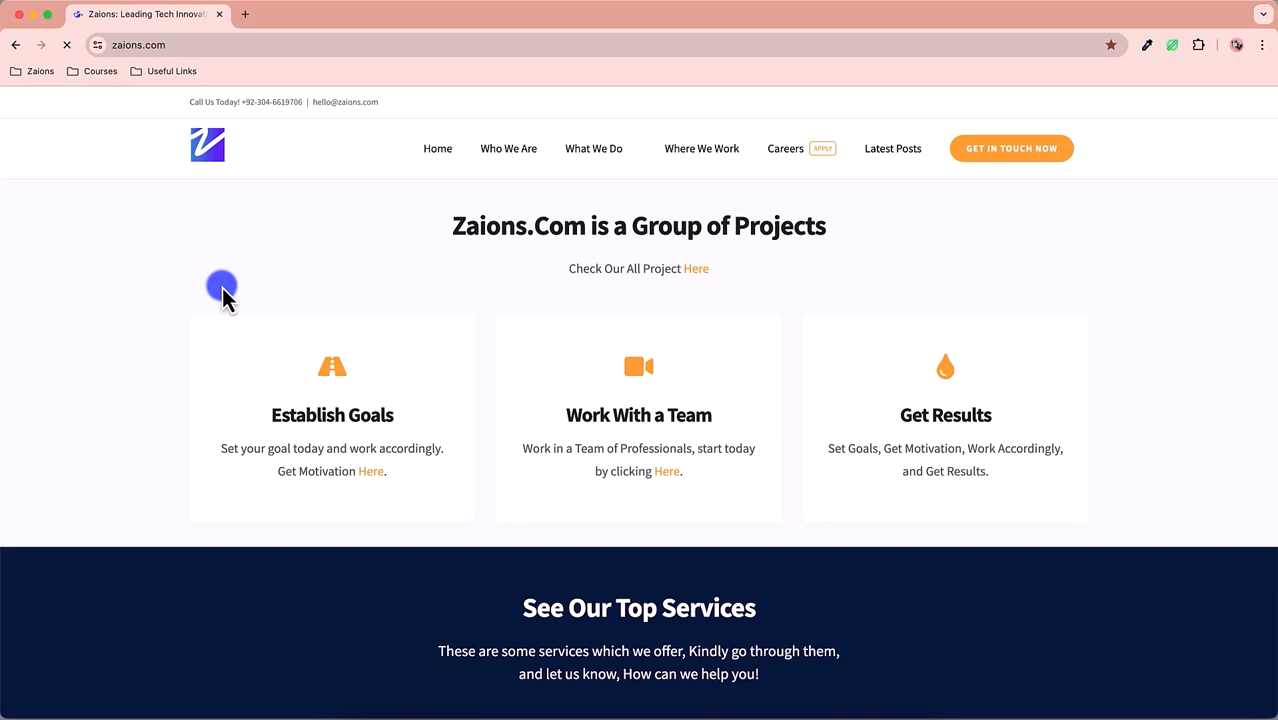 Zaions: Leading Tech Innovat
zaions.com
Zaions Courses Useful Links
Call Us Today! +92-304-6619706 | hello@zaions.com
Home Who We Are What We Do Where We Work Careers APPLY Latest Posts GET IN TOUCH NOW
Zaions.Com is a Group of Projects
Check Our All Project Here
Establish Goals
Set your goal today and work accordingly.
Get Motivation Here.
Work With a Team
Work in a Team of Professionals, start today
by clicking Here.
Get Results
Set Goals, Get Motivation, Work Accordingly,
and Get Results.
See Our Top Services
These are some services which we offer, Kindly go through them,
and let us know, How can we help you!